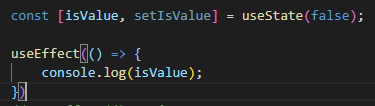 const [isValue, setIsValue] = useState(false);
useEffect(() => {
    console.log(isValue);
})